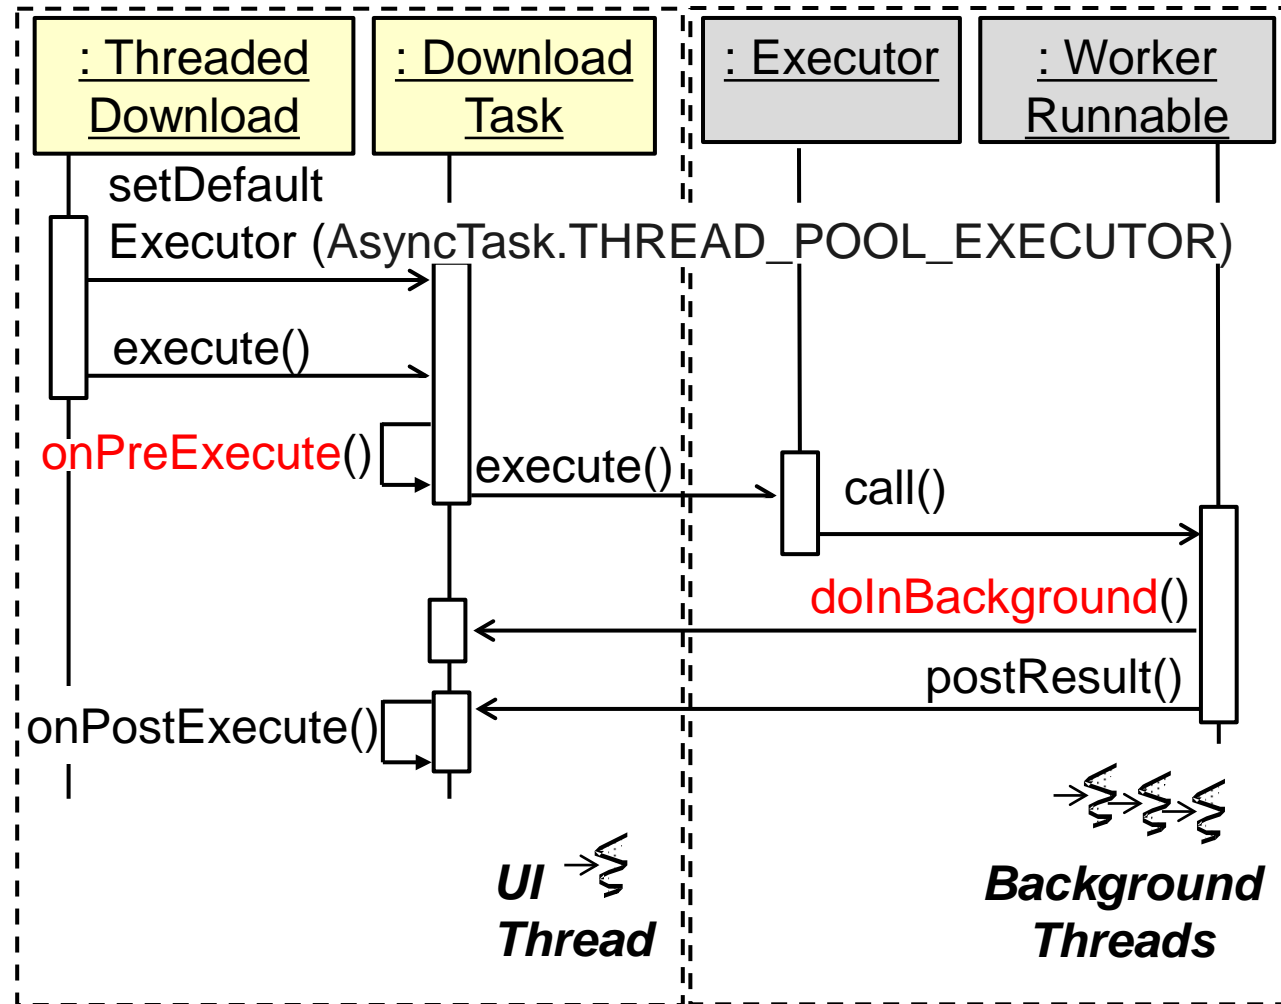 : Threaded
Download
: Download
Task
: Executor
: Worker
Runnable
setDefault
Executor (AsyncTask.THREAD_POOL_EXECUTOR)
execute()
onPreExecute()
execute()
call()
doInBackground()
postResult()
onPostExecute()
UI
Thread
Background
Threads